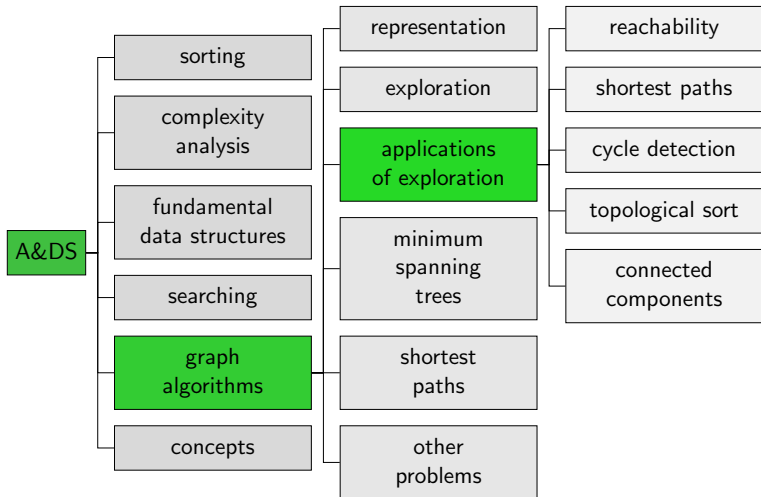 A&DS
sorting
complexity
analysis
fundamental
data structures
searching
graph
algorithms
concepts
representation
exploration
applications
of exploration
minimum
spanning
trees
shortest
paths
other
problems
reachability
shortest paths
cycle detection
topological sort
connected
components